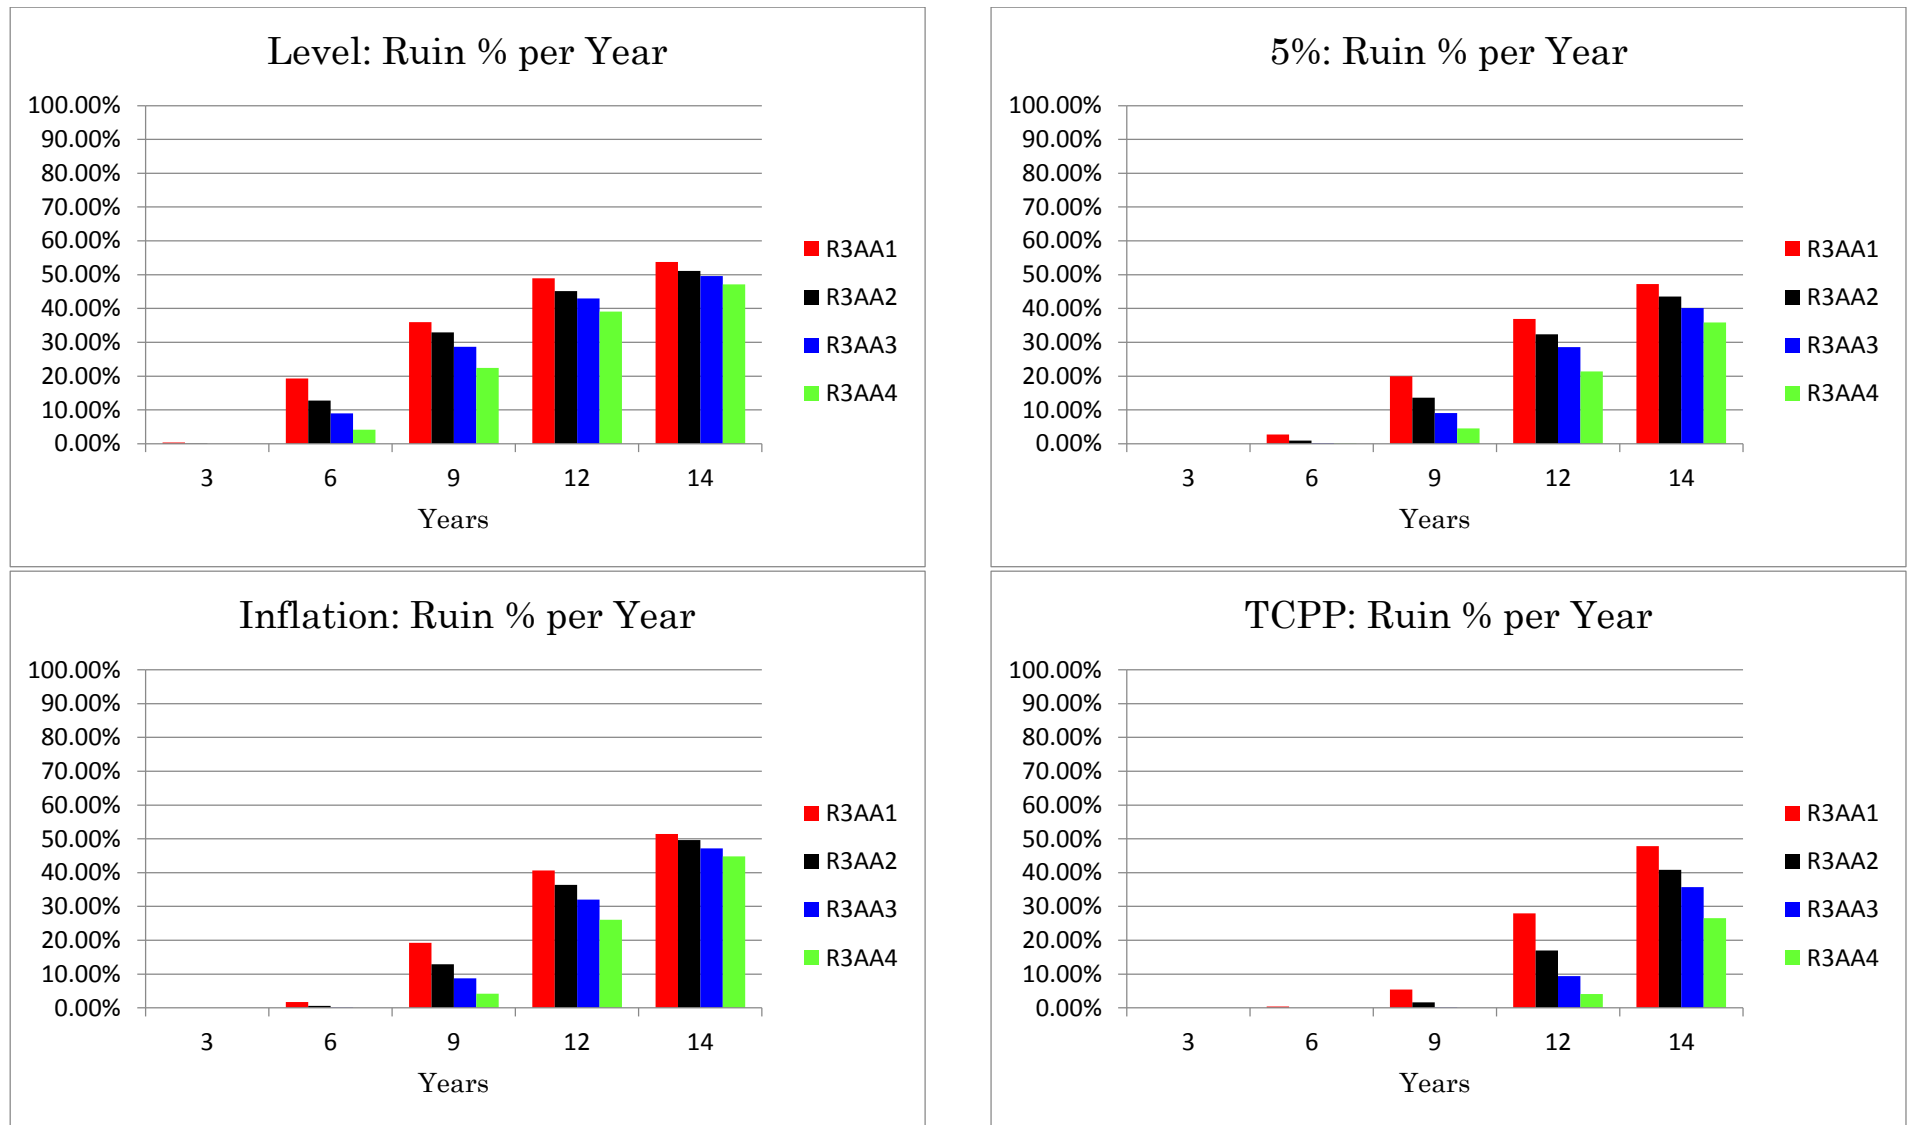 Level: Ruin % per Year
100.00%
90.00%
80.00%
70.00%
60.00%
50.00%
40.00%
30.00%
20.00%
10.00%
0.00%
3 6 9 12 14
Years
R3AA1
R3AA2
R3AA3
R3AA4
5%: Ruin % per Year
100.00%
90.00%
80.00%
70.00%
60.00%
50.00%
40.00%
30.00%
20.00%
10.00%
0.00%
3 6 9 12 14
Years
R3AA1
R3AA2
R3AA3
R3AA4
Inflation: Ruin % per Year
100.00%
90.00%
80.00%
70.00%
60.00%
50.00%
40.00%
30.00%
20.00%
10.00%
0.00%
3 6 9 12 14
Years
R3AA1
R3AA2
R3AA3
R3AA4
TCPP: Ruin % per Year
100.00%
90.00%
80.00%
70.00%
60.00%
50.00%
40.00%
30.00%
20.00%
10.00%
0.00%
3 6 9 12 14
Years
R3AA1
R3AA2
R3AA3
R3AA4